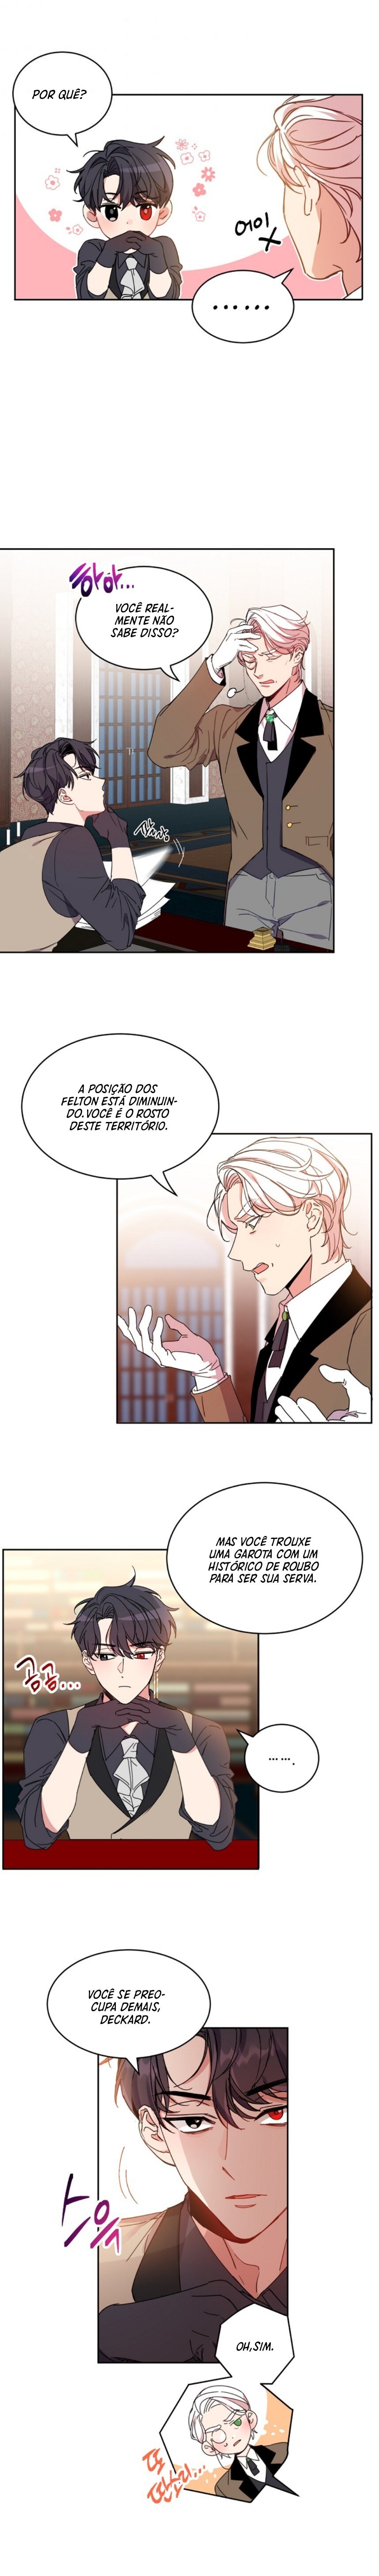 POR QUÊ?
어이
......
하아...
VOCÊ REAL-
MENTE NÃO
SABE DISSO?
A POSIÇÃO DOS
FELTON ESTÁ DIMINUIN-
DO.VOCÊ É O ROSTO
DESTE TERRITÓRIO.
MAS VOCÊ TROUXE
UMA GAROTA COM UM
HISTÓRICO DE ROUBO
PARA SER SUA SERVA.
곰곰...
... ... .
VOCÊ SE PREO-
CUPA DEMAIS,
DECKARD.
스윽
OH,SIM.
또